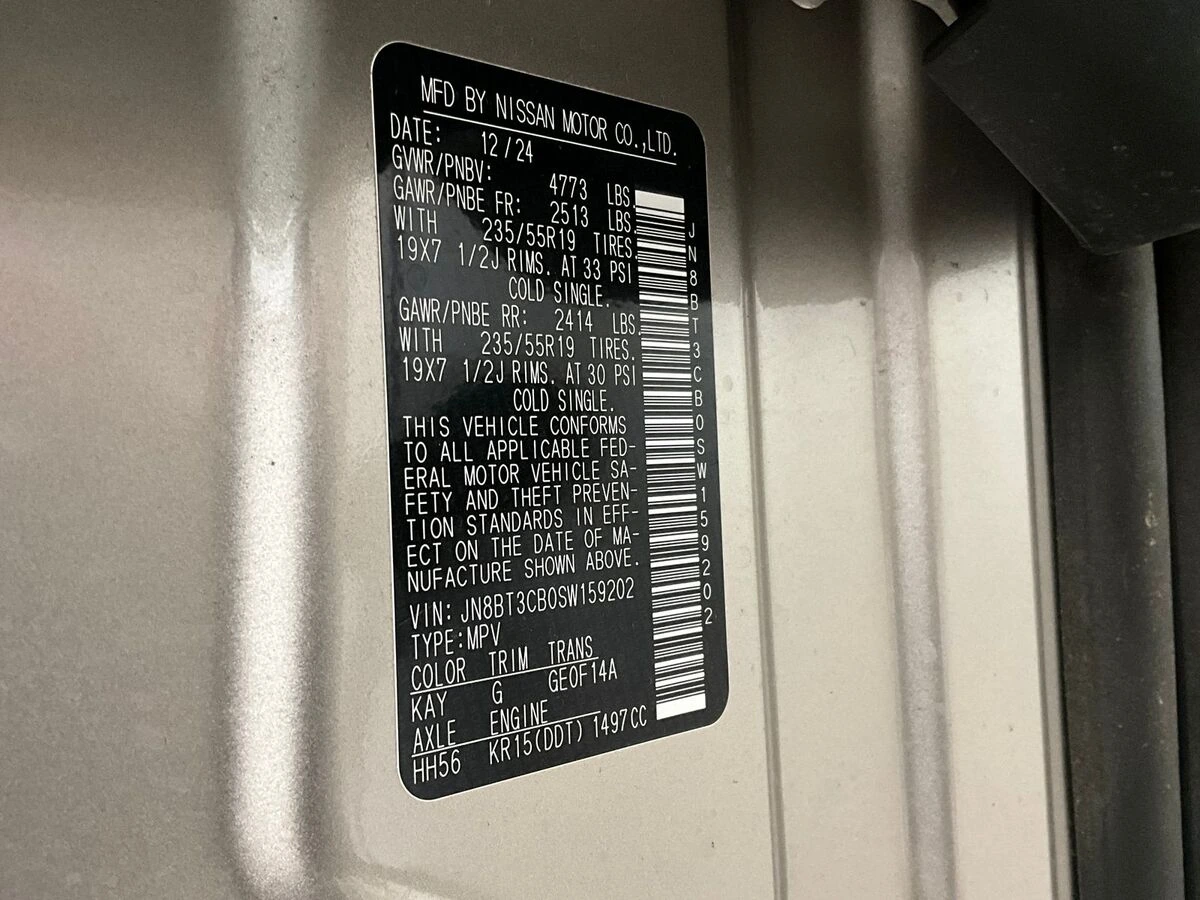 MFD BY NISSAN MOTOR CO.,LTD.
DATE: 12/24
GVWR/PNBV: 4773 LBS.
GAWR/PNBE FR: 2513 LBS.
WITH 235/55R19 TIRES.
19X7 1/2J RIMS. AT 33 PSI
COLD SINGLE.
GAWR/PNBE RR: 2414 LBS.
WITH 235/55R19 TIRES.
19X7 1/2J RIMS. AT 30 PSI
COLD SINGLE.
THIS VEHICLE CONFORMS
TO ALL APPLICABLE FED-
ERAL MOTOR VEHICLE SA-
FETY AND THEFT PREVEN-
TION STANDARDS IN EFF-
ECT ON THE DATE OF MA-
NUFACTURE SHOWN ABOVE.
VIN: JN8BT3CB0SW159202
TYPE:MPV
COLOR TRIM TRANS
KAY G GE0F14A
AXLE ENGINE
HH56 KR15(DDT) 1497CC
JN8BT3CB0SW159202